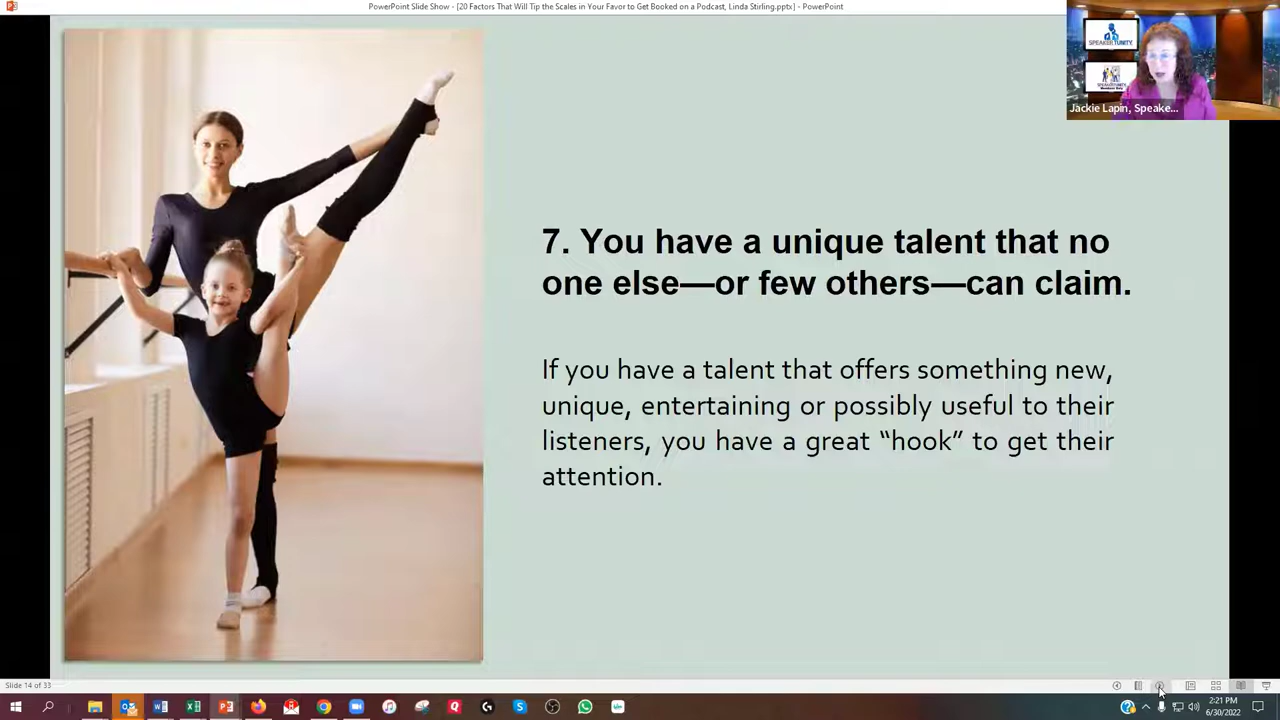 PowerPoint Slide Show - [20 Factors That Will Tip the Scales in Your Favor to Get Booked on a Podcast, Linda Stirling.pptx] - PowerPoint
SPEAKERTUNITY
SPEAKERTUNITY
Jackie Lapin, Speake...
7. You have a unique talent that no
one else—or few others—can claim.
If you have a talent that offers something new,
unique, entertaining or possibly useful to their
listeners, you have a great “hook” to get their
attention.
Slide 14 of 33
2:21 PM
6/30/2022